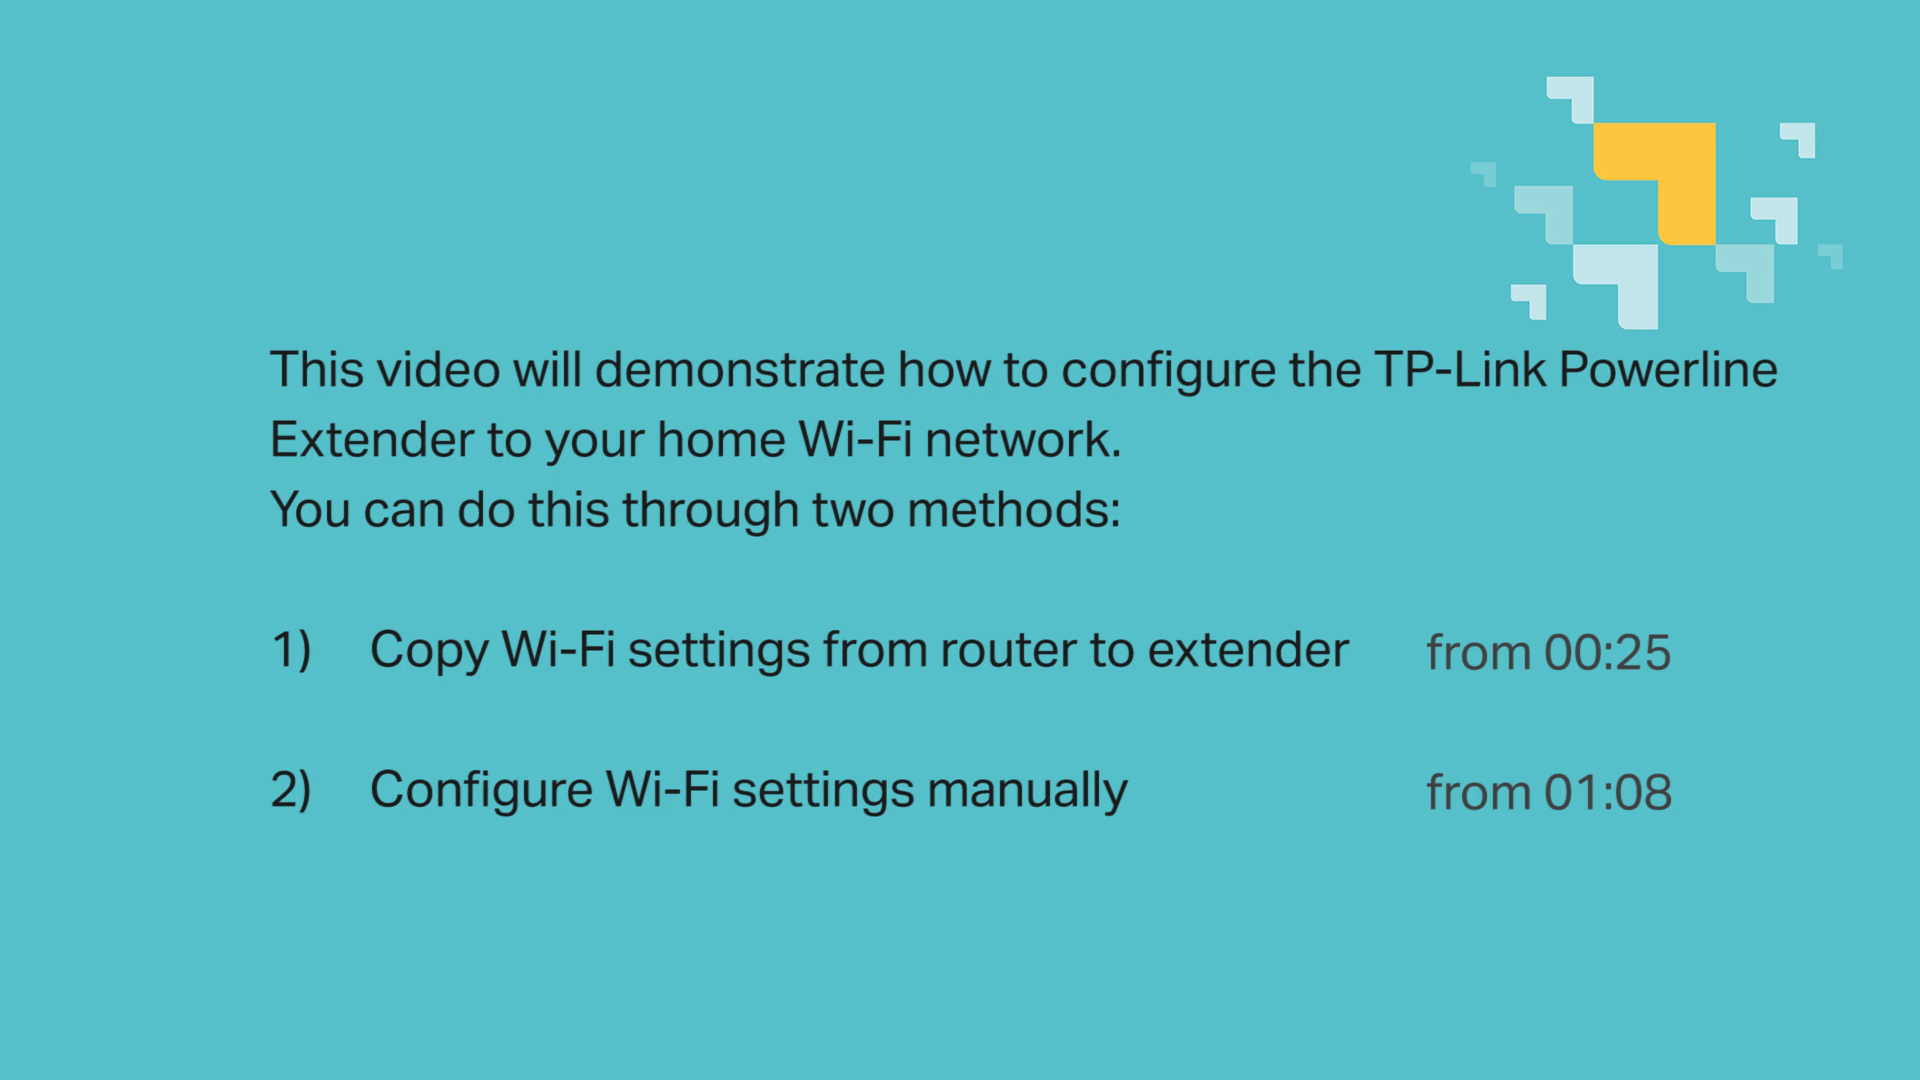 This video will demonstrate how to configure the TP-Link Powerline
Extender to your home Wi-Fi network.
You can do this through two methods:
1) Copy Wi-Fi settings from router to extender from 00:25
2) Configure Wi-Fi settings manually from 01:08